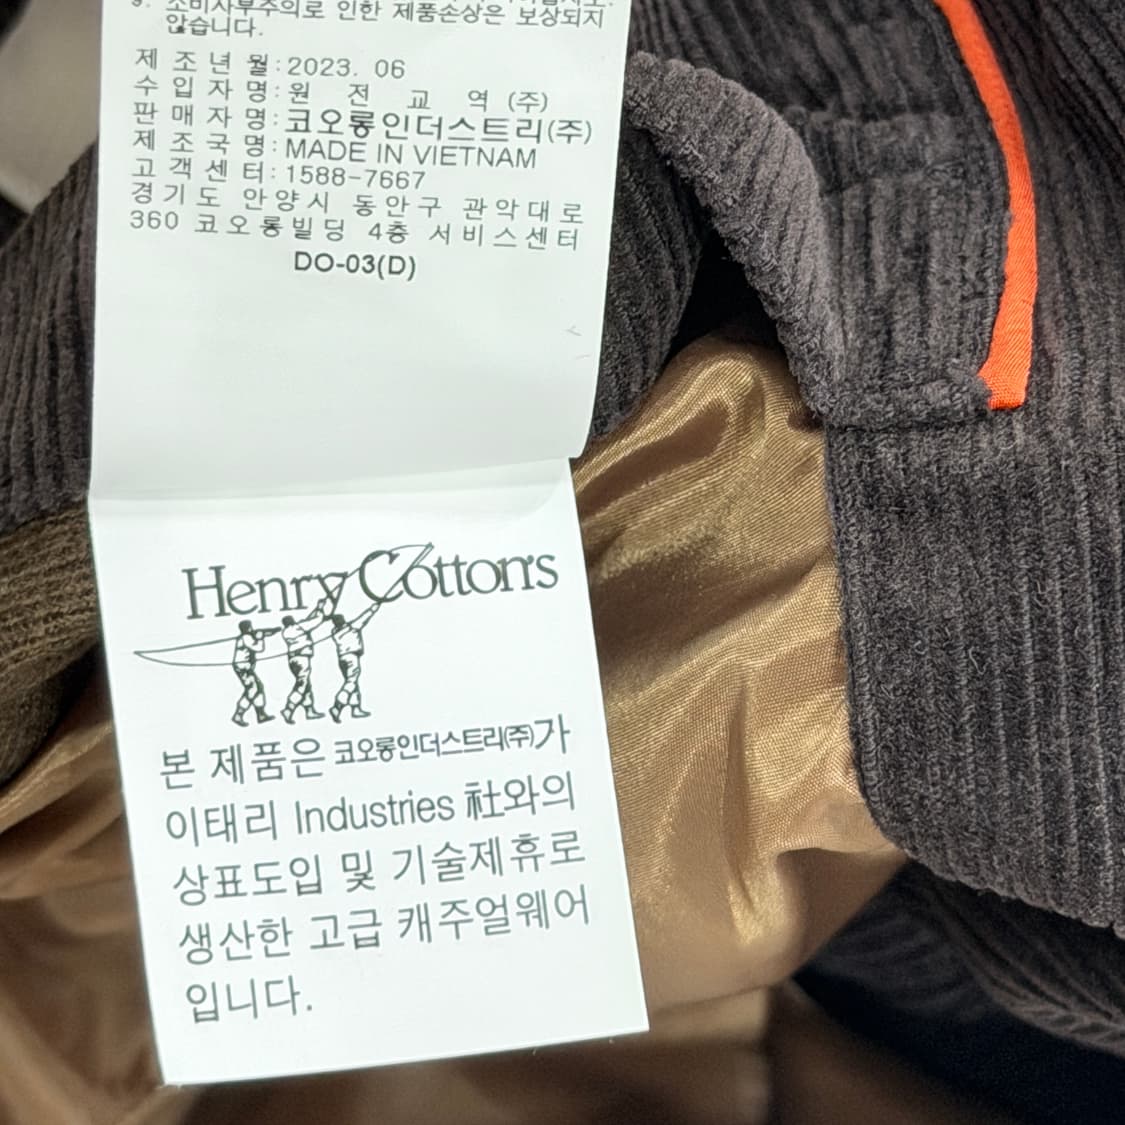 9. 소비자부주의로 인한 제품손상은 보상되지
않습니다.
제 조 년 월 : 2023. 06
수 입 자 명 : 원 전 교 역 (주)
판 매 자 명 : 코오롱인더스트리(주)
제 조 국 명 : MADE IN VIETNAM
고 객 센 터 : 1588-7667
경기도 안양시 동안구 관악대로
360 코오롱빌딩 4층 서비스센터
DO-03(D)
Henry Cotton's
본 제품은 코오롱인더스트리(주)가
이태리 Industries 社와의
상표도입 및 기술제휴로
생산한 고급 캐주얼웨어
입니다.